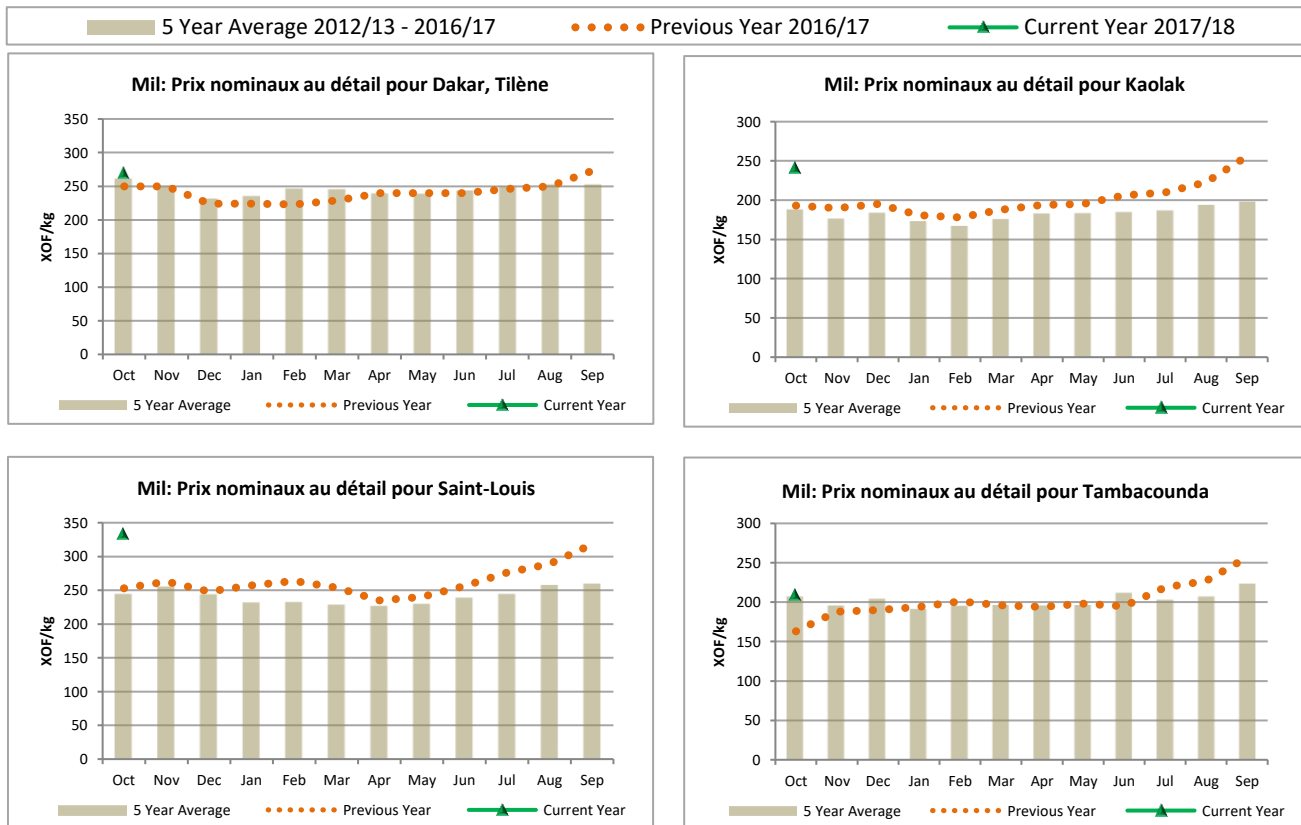 5 Year Average 2012/13 - 2016/17 Previous Year 2016/17 Current Year 2017/18
Mil: Prix nominaux au détail pour Dakar, Tilène
350
300
250
200
150
100
50
0
XOF/kg
Oct Nov Dec Jan Feb Mar Apr May Jun Jul Aug Sep
5 Year Average Previous Year Current Year
Mil: Prix nominaux au détail pour Kaolak
300
250
200
150
100
50
0
XOF/kg
Oct Nov Dec Jan Feb Mar Apr May Jun Jul Aug Sep
5 Year Average Previous Year Current Year
Mil: Prix nominaux au détail pour Saint-Louis
350
300
250
200
150
100
50
0
XOF/kg
Oct Nov Dec Jan Feb Mar Apr May Jun Jul Aug Sep
5 Year Average Previous Year Current Year
Mil: Prix nominaux au détail pour Tambacounda
300
250
200
150
100
50
0
XOF/kg
Oct Nov Dec Jan Feb Mar Apr May Jun Jul Aug Sep
5 Year Average Previous Year Current Year